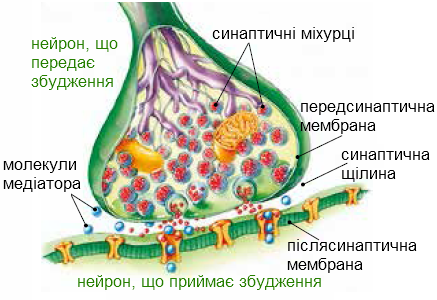 нейрон, що
передає
збудження
синаптичні міхурці
передсинаптична
мембрана
синаптична
щілина
молекули
медіатора
післясинаптична
мембрана
нейрон, що приймає збудження